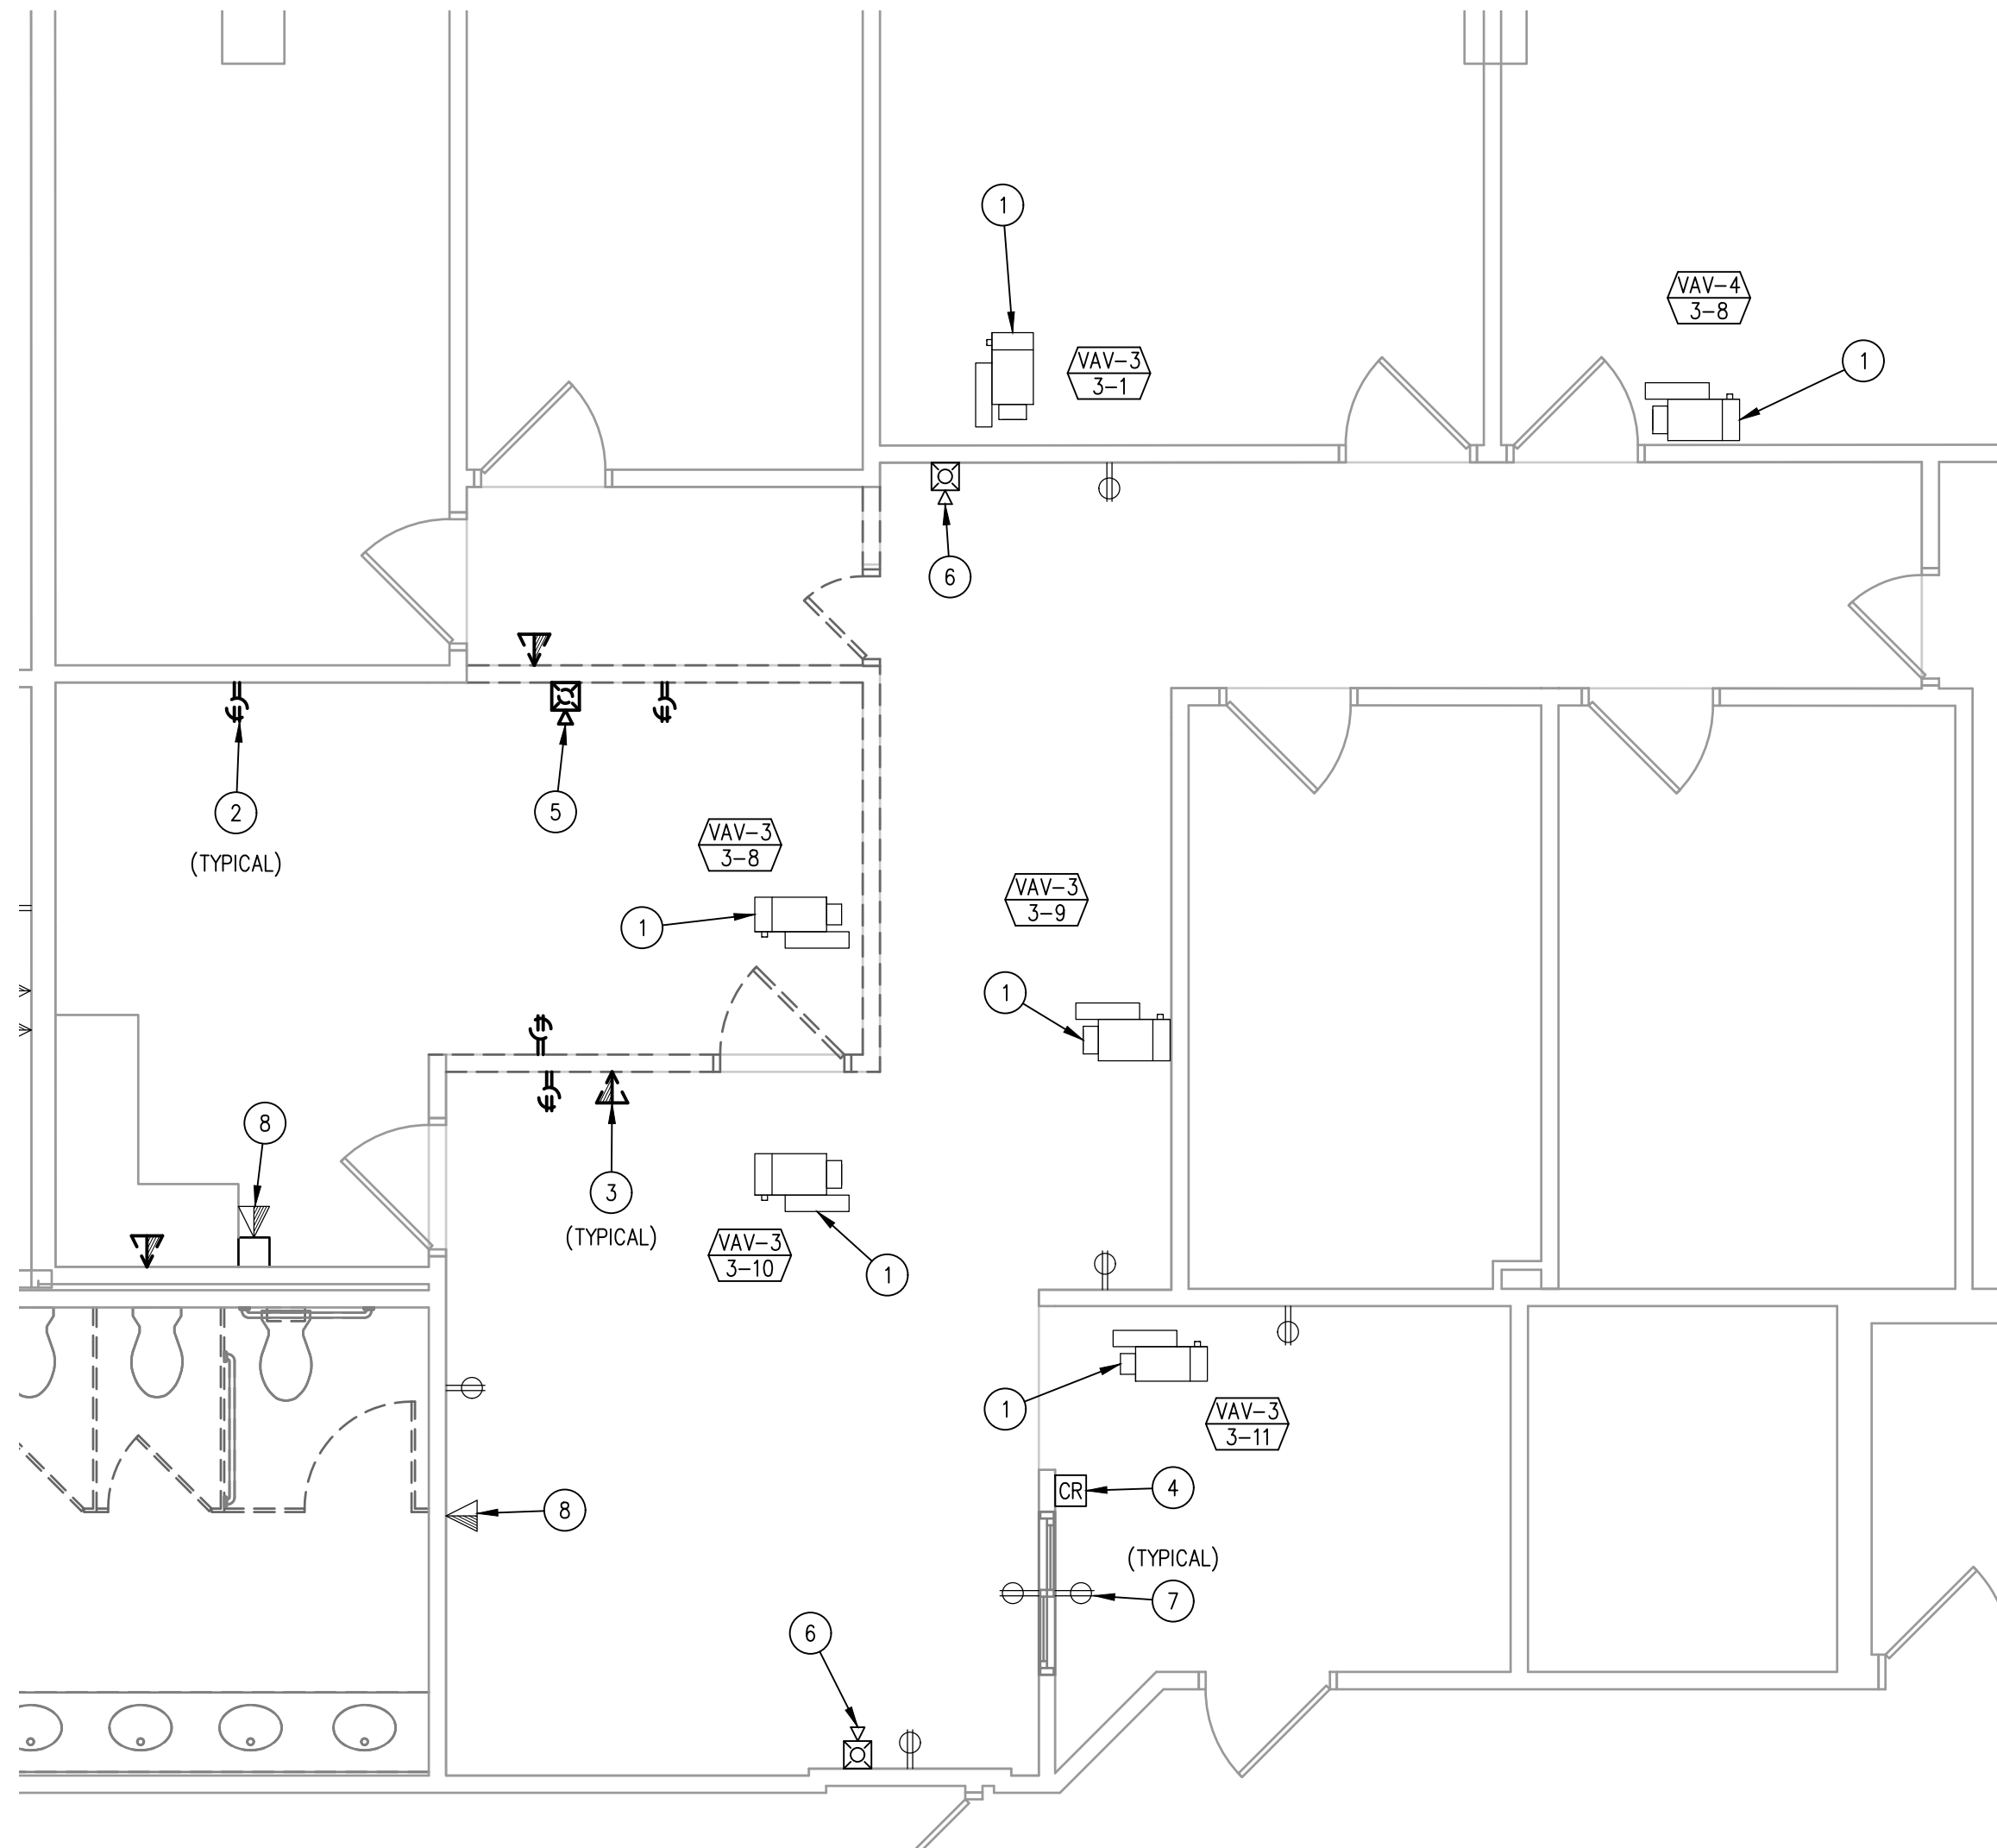 1
VAV-4
3-8
VAV-3
3-1
1
6
2
(TYPICAL)
5
VAV-3
3-8
VAV-3
3-9
1
1
8
3
(TYPICAL)
VAV-3
3-10
1
1
VAV-3
3-11
CR
4
8
(TYPICAL)
7
6